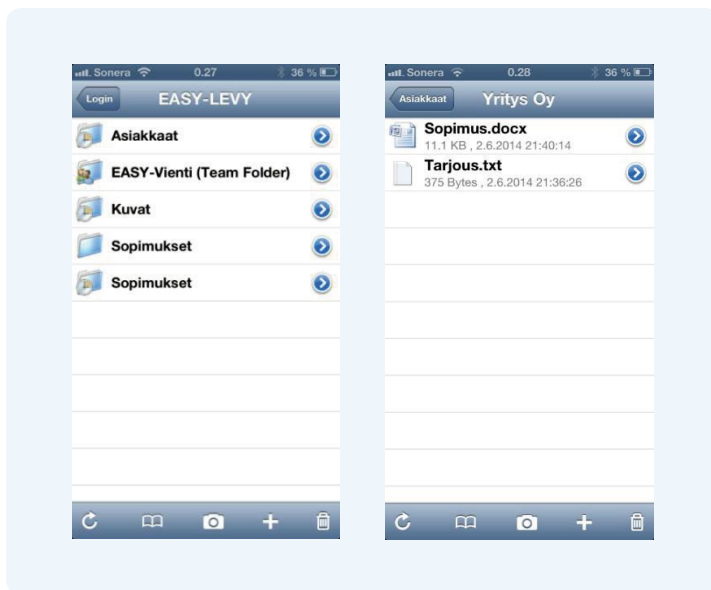 Sonera 0.27 36 %
Login EASY-LEVY
Asiakkaat
EASY-Vienti (Team Folder)
Kuvat
Sopimukset
Sopimukset
Sonera 0.28 36 %
Asiakkaat Yritys Oy
Sopimus.docx
11.1 KB , 2.6.2014 21:40:14
Tarjous.txt
375 Bytes , 2.6.2014 21:36:26